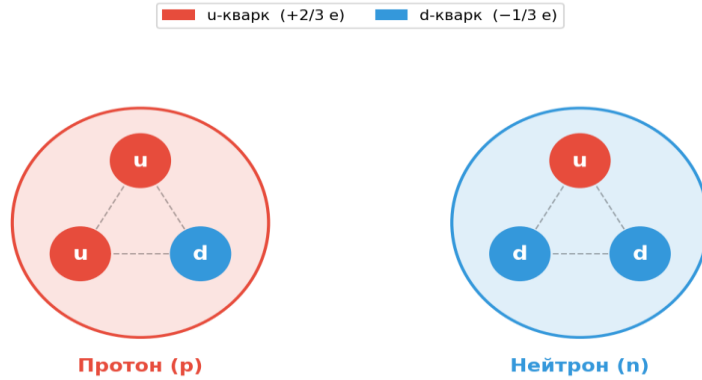 u-кварк (+2/3 e) d-кварк (−1/3 e)
u u
u d d d
Протон (p) Нейтрон (n)